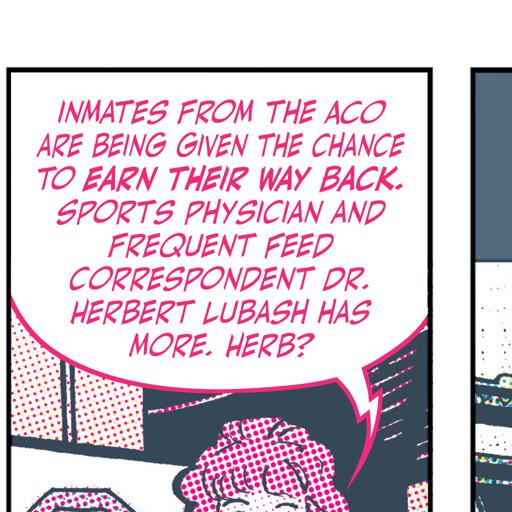 INMATES FROM THE ACO
ARE BEING GIVEN THE CHANCE
TO EARN THEIR WAY BACK.
SPORTS PHYSICIAN AND
FREQUENT FEED
CORRESPONDENT DR.
HERBERT LUBASH HAS
MORE. HERB?